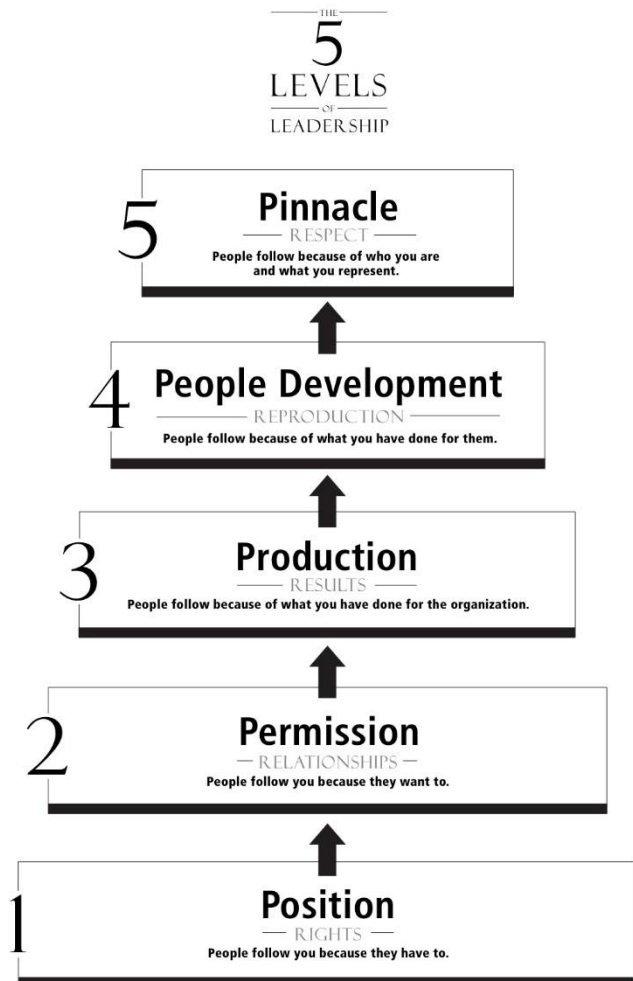 THE
5
LEVELS
OF
LEADERSHIP
5
Pinnacle
RESPECT
People follow because of who you are
and what you represent.
4
People Development
REPRODUCTION
People follow because of what you have done for them.
3
Production
RESULTS
People follow because of what you have done for the organization.
2
Permission
RELATIONSHIPS
People follow you because they want to.
1
Position
RIGHTS
People follow you because they have to.